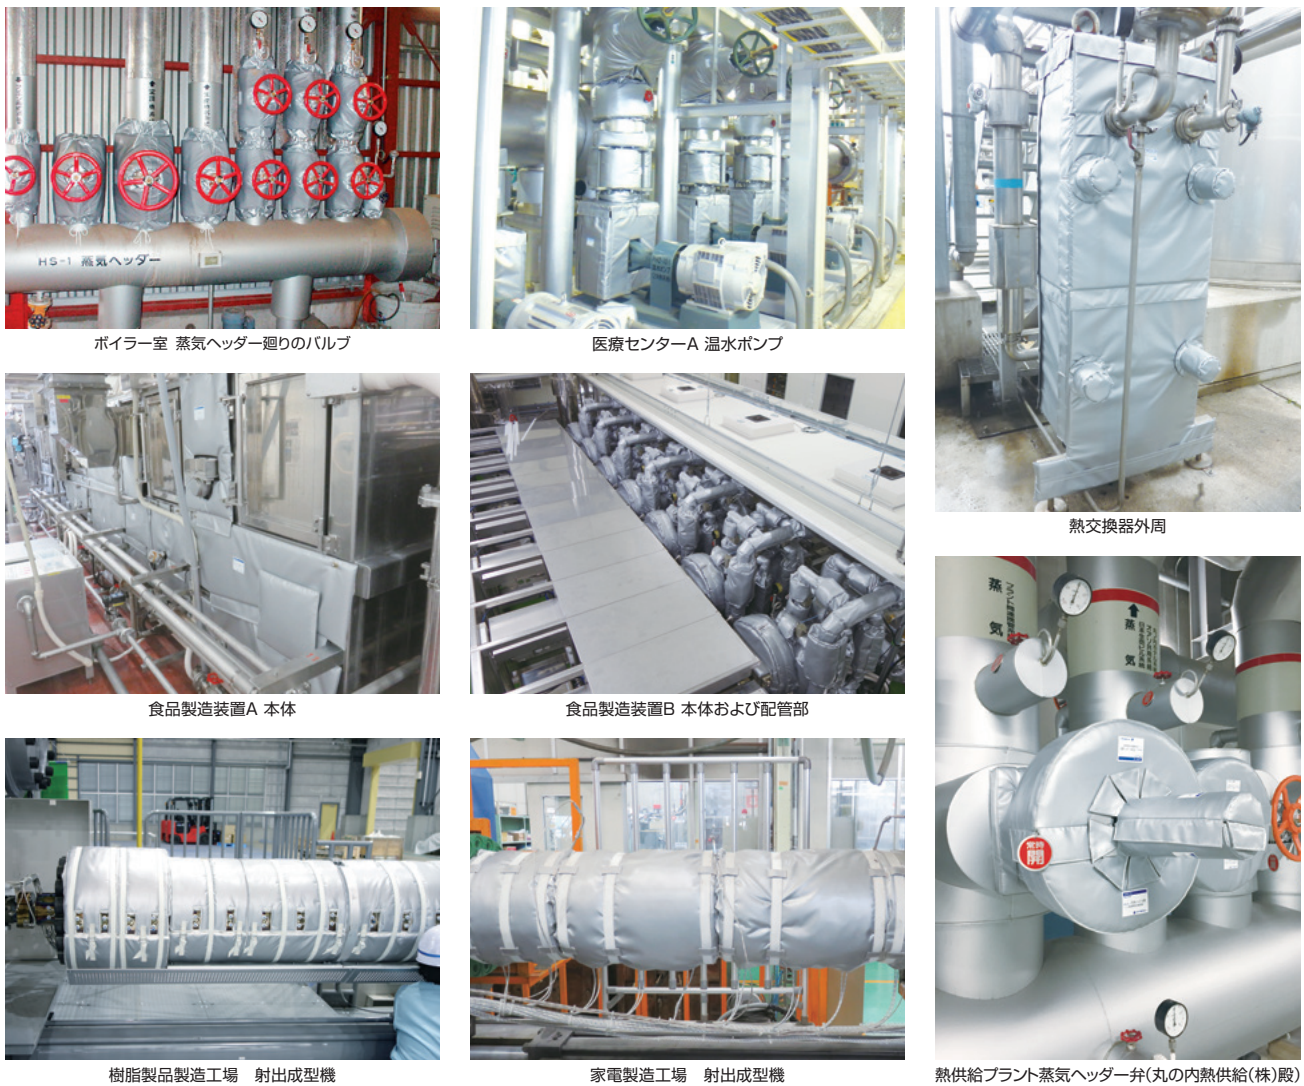 HS-1 蒸気ヘッダー
ボイラー室 蒸気ヘッダー廻りのバルブ
医療センターA 温水ポンプ
熱交換器外周
食品製造装置A 本体
食品製造装置B 本体および配管部
蒸気
蒸気
常時
開
樹脂製品製造工場 射出成型機
家電製造工場 射出成型機
熱供給プラント蒸気ヘッダー弁(丸の内熱供給(株)殿)